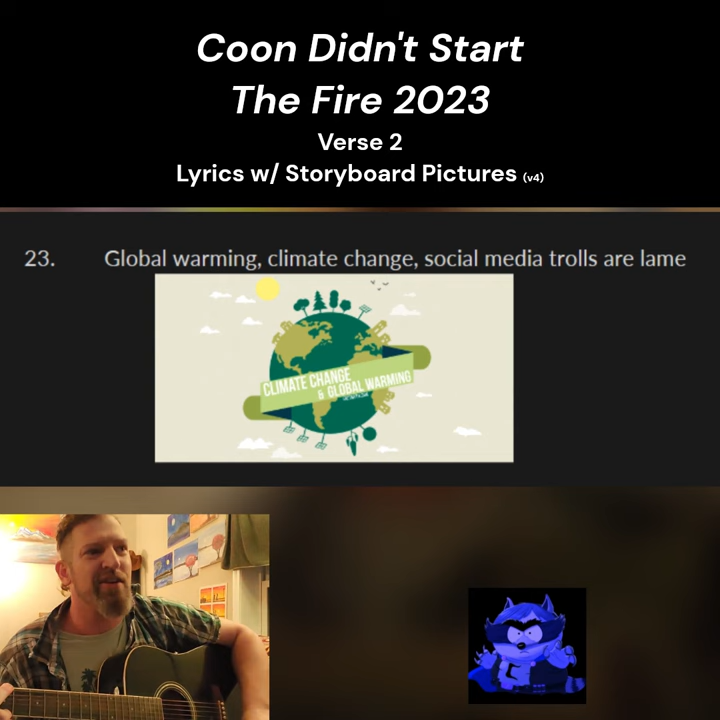 Coon Didn't Start
The Fire 2023
Verse 2
Lyrics w/ Storyboard Pictures (v4)
23. Global warming, climate change, social media trolls are lame
CLIMATE CHANGE
& GLOBAL WARMING